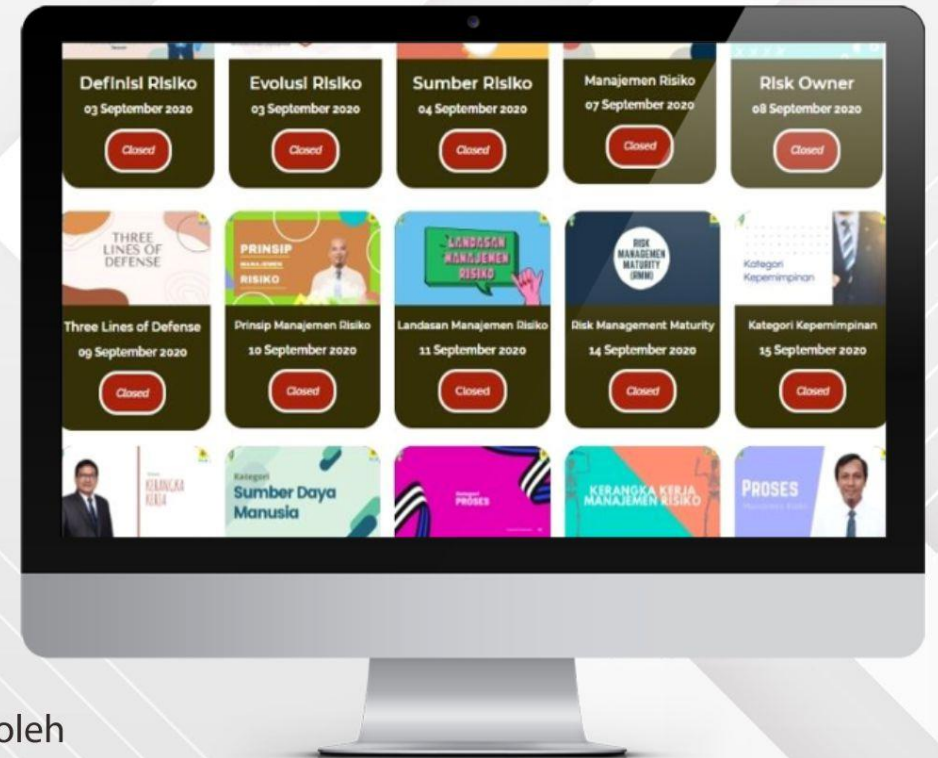 Definisi Risiko
03 September 2020
Closed
Evolusi Risiko
03 September 2020
Closed
Sumber Risiko
04 September 2020
Closed
Manajemen Risiko
07 September 2020
Closed
Risk Owner
08 September 2020
Closed
THREE
LINES OF
DEFENSE
Three Lines of Defense
09 September 2020
Closed
PRINSIP
MANAJEMEN
RISIKO
Prinsip Manajemen Risiko
10 September 2020
Closed
LANDASAN
MANAJEMEN
RISIKO
Landasan Manajemen Risiko
11 September 2020
Closed
RISK
MANAGEMEN
MATURITY
(RMM)
Risk Management Maturity
14 September 2020
Closed
Kategori
Kepemimpinan
Kategori Kepemimpinan
15 September 2020
Closed
KERANGKA
KERJA
Kategori
Sumber Daya
Manusia
Kategori
PROSES
KERANGKA KERJA
MANAJEMEN RISIKO
PROSES
oleh